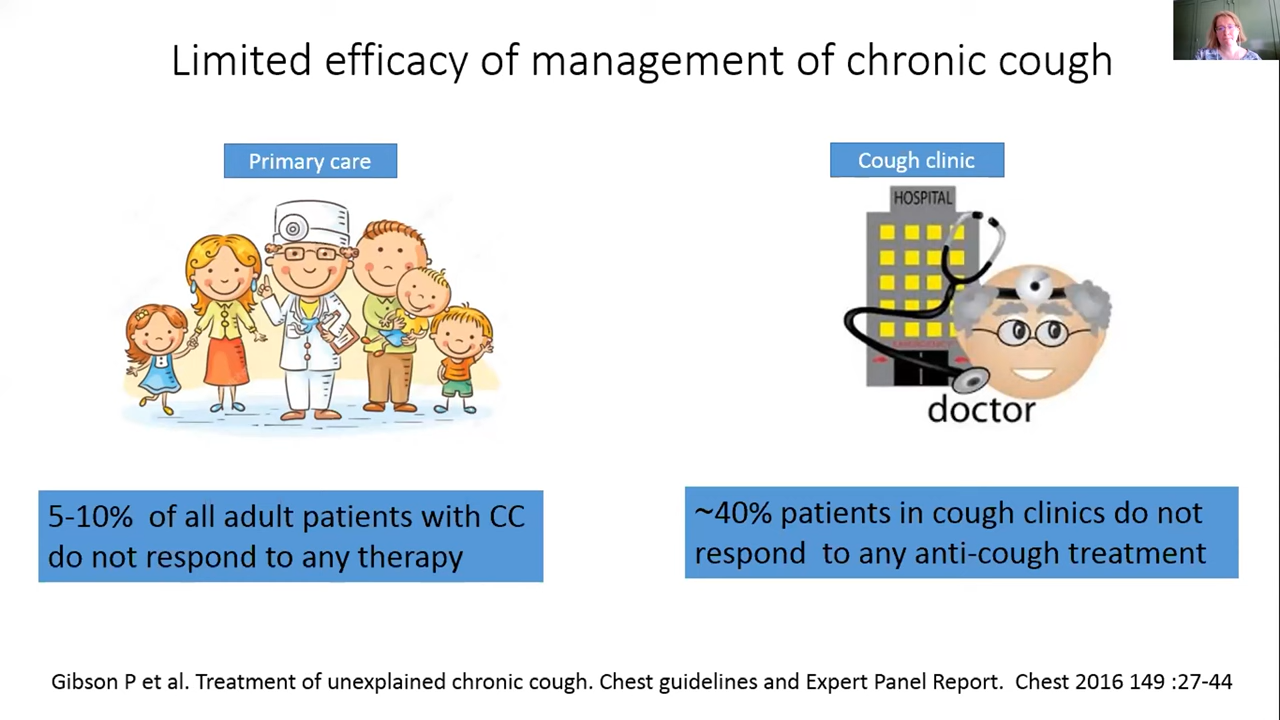 Limited efficacy of management of chronic cough
Primary care
Cough clinic
HOSPITAL
EMERGENCY
doctor
5-10% of all adult patients with CC
do not respond to any therapy
~40% patients in cough clinics do not
respond to any anti-cough treatment
Gibson P et al. Treatment of unexplained chronic cough. Chest guidelines and Expert Panel Report. Chest 2016 149 :27-44